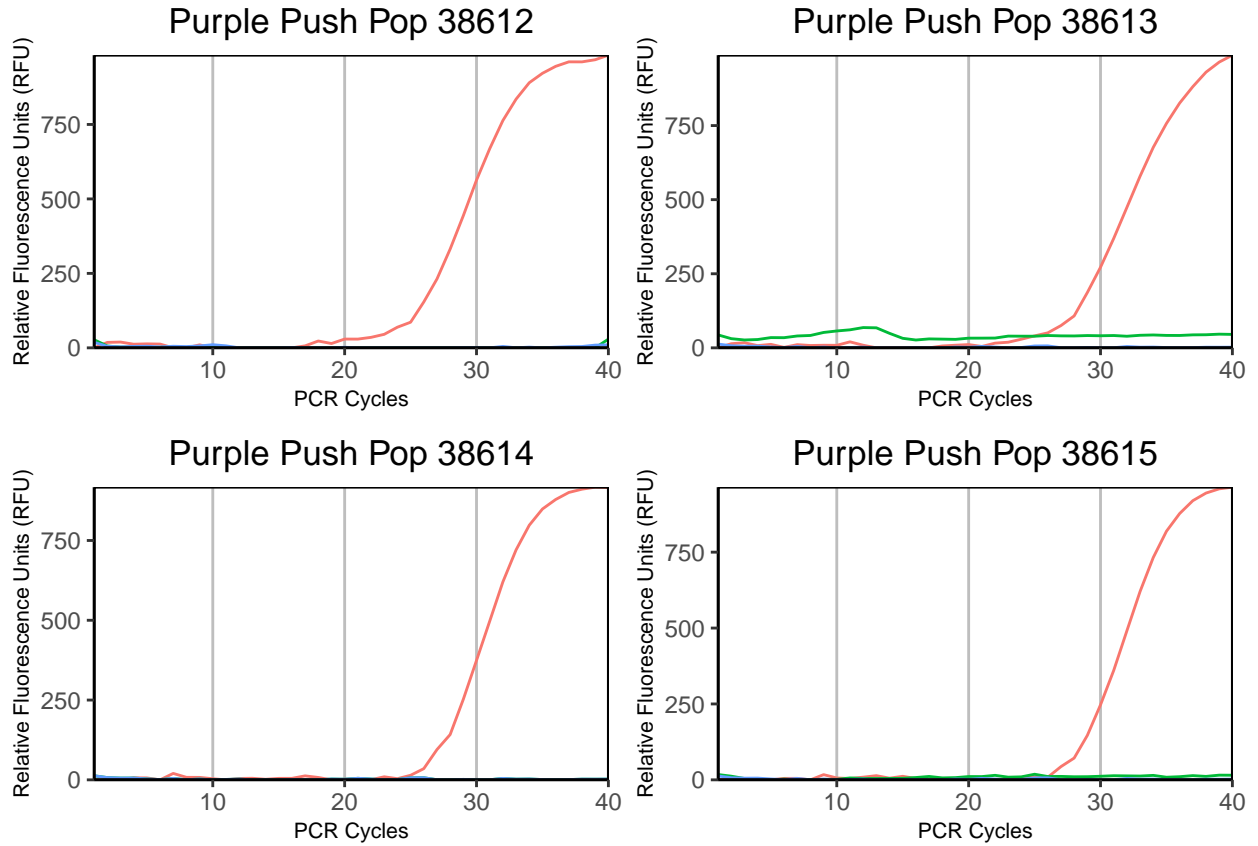 Purple Push Pop 38612
Relative Fluorescence Units (RFU)
750
500
250
0
10
20
30
40
PCR Cycles
Purple Push Pop 38613
Relative Fluorescence Units (RFU)
750
500
250
0
10
20
30
40
PCR Cycles
Purple Push Pop 38614
Relative Fluorescence Units (RFU)
750
500
250
0
10
20
30
40
PCR Cycles
Purple Push Pop 38615
Relative Fluorescence Units (RFU)
750
500
250
0
10
20
30
40
PCR Cycles